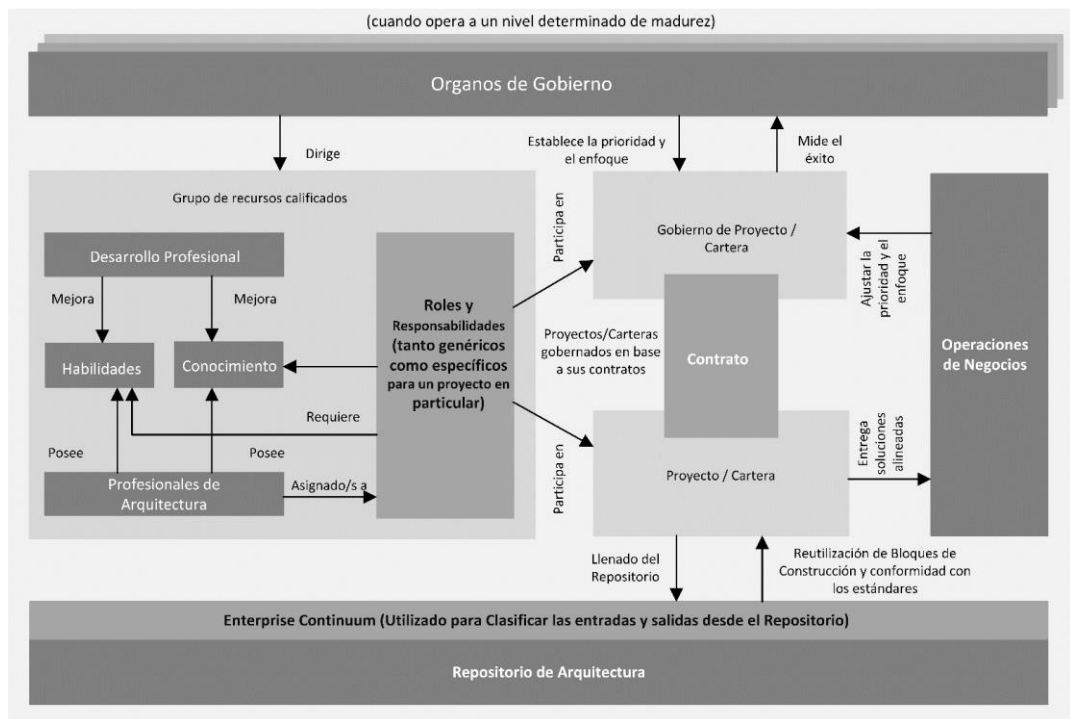 (cuando opera a un nivel determinado de madurez)
Organos de Gobierno
Dirige
Establece la prioridad y
el enfoque
Mide el
éxito
Grupo de recursos calificados
Desarrollo Profesional
Mejora
Mejora
Habilidades
Conocimiento
Requiere
Posee
Posee
Profesionales de
Arquitectura
Asignado/s a
Roles y
Responsabilidades
(tanto genéricos
como específicos
para un proyecto en
particular)
Participa en
Participa en
Gobierno de Proyecto /
Cartera
Proyectos/Carteras
gobernados en base
a sus contratos
Contrato
Proyecto / Cartera
Ajustar la
prioridad y el
enfoque
Entrega
soluciones
alineadas
Operaciones
de Negocios
Llenado del
Repositorio
Reutilización de Bloques de
Construcción y conformidad con
los estándares
Enterprise Continuum (Utilizado para Clasificar las entradas y salidas desde el Repositorio)
Repositorio de Arquitectura